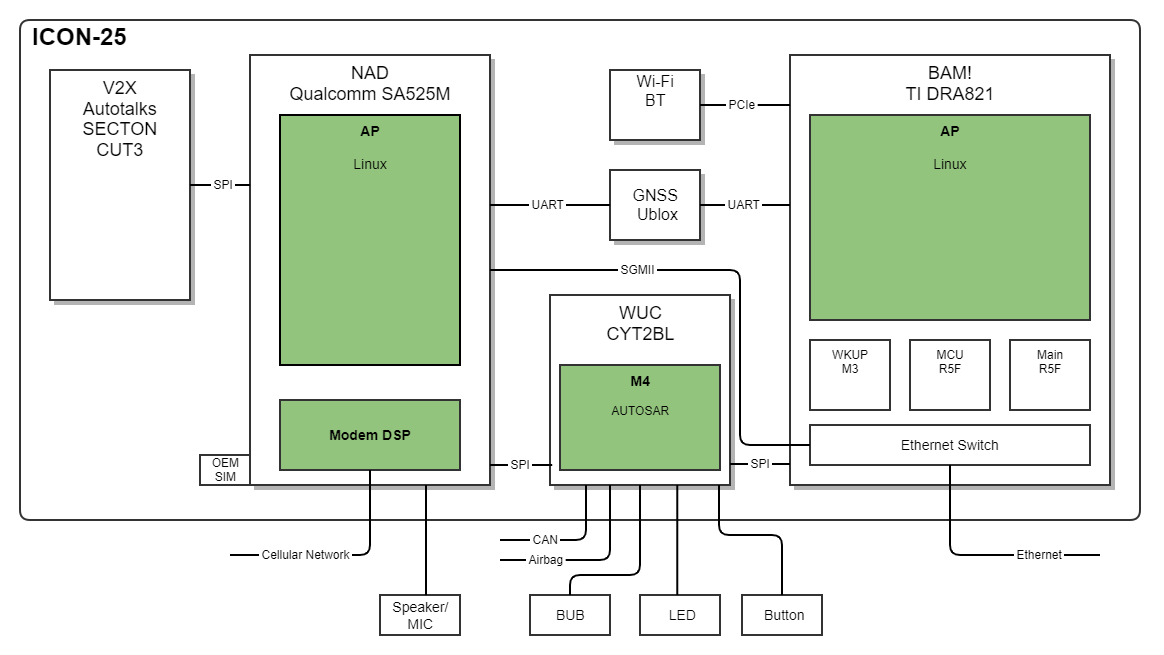 ICON-25
V2X
Autotalks
SECTON
CUT3
SPI
NAD
Qualcomm SA525M
AP
Linux
Modem DSP
OEM
SIM
Wi-Fi
BT
PCIe
UART
GNSS
Ublox
UART
SGMII
WUC
CYT2BL
M4
AUTOSAR
SPI
SPI
BAM!
TI DRA821
AP
Linux
WKUP
M3
MCU
R5F
Main
R5F
Ethernet Switch
Cellular Network
CAN
Airbag
Ethernet
Speaker/
MIC
BUB
LED
Button